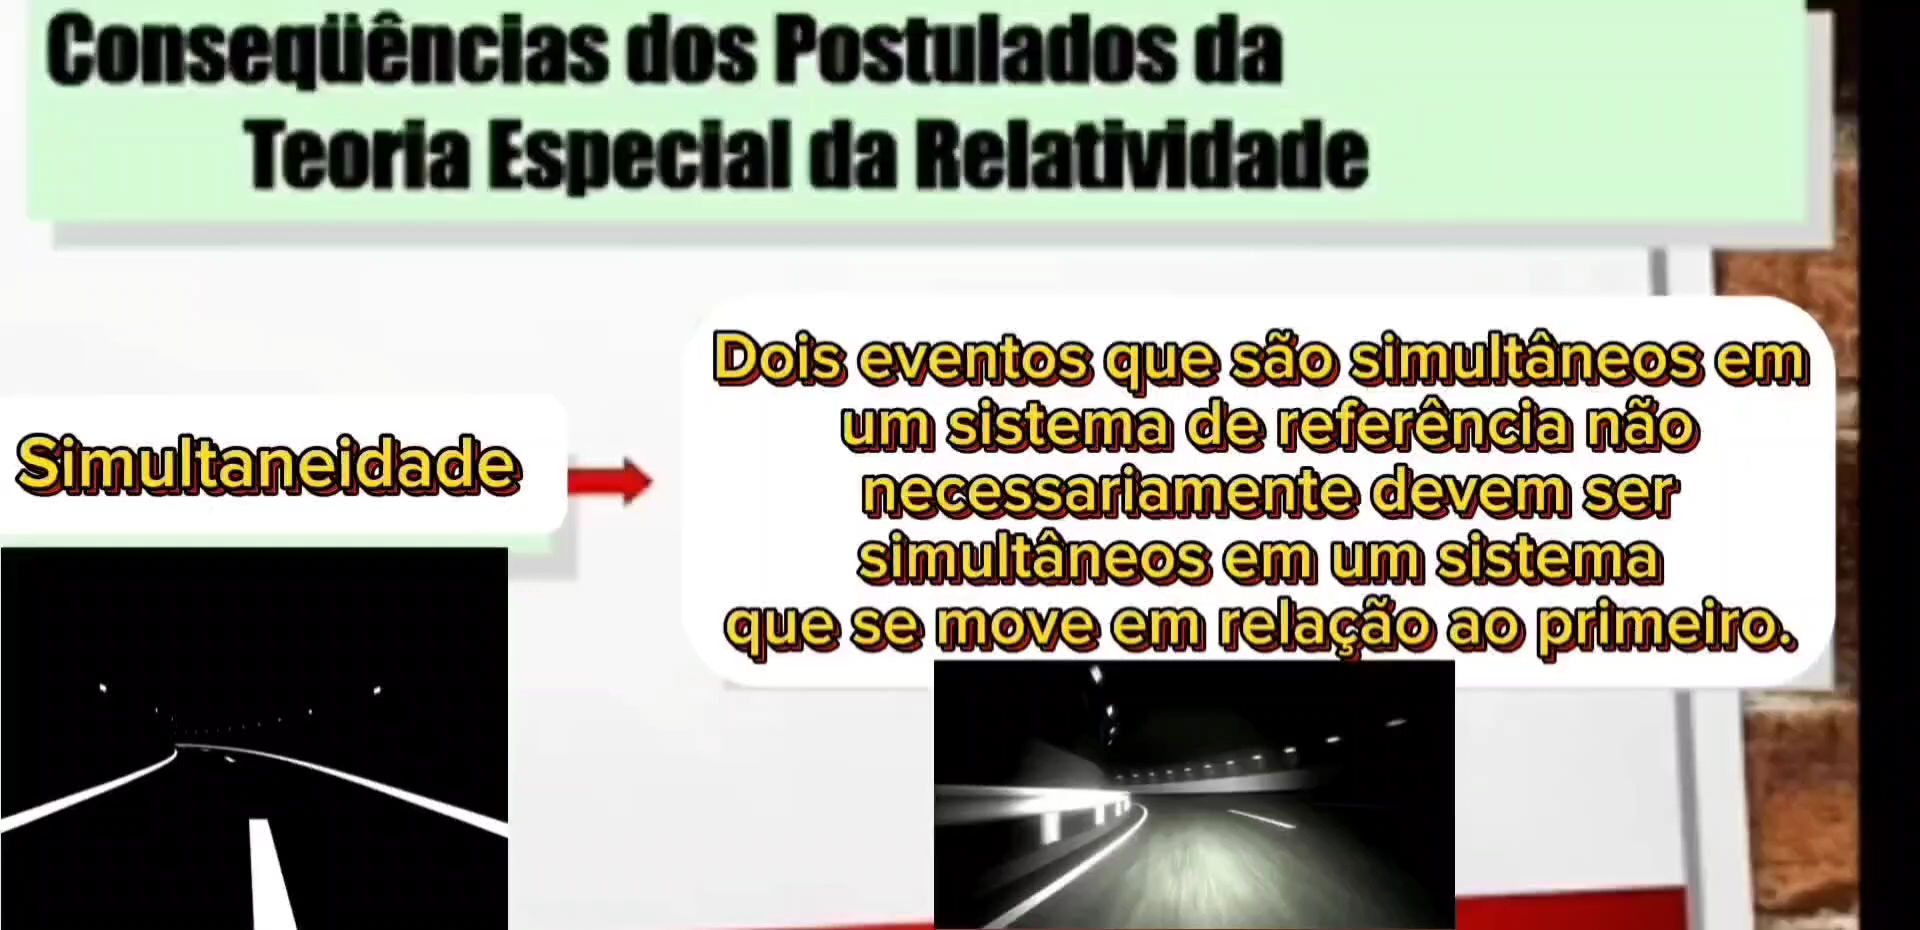 Conseqüências dos Postulados da
Teoria Especial da Relatividade
Simultaneidade
Dois eventos que são simultâneos em
um sistema de referência não
necessariamente devem ser
simultâneos em um sistema
que se move em relação ao primeiro.